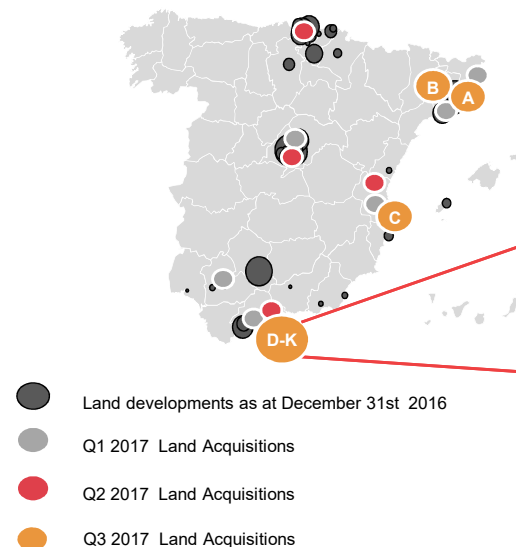 B
A
C
D-K
Land developments as at December 31st 2016
Q1 2017 Land Acquisitions
Q2 2017 Land Acquisitions
Q3 2017 Land Acquisitions